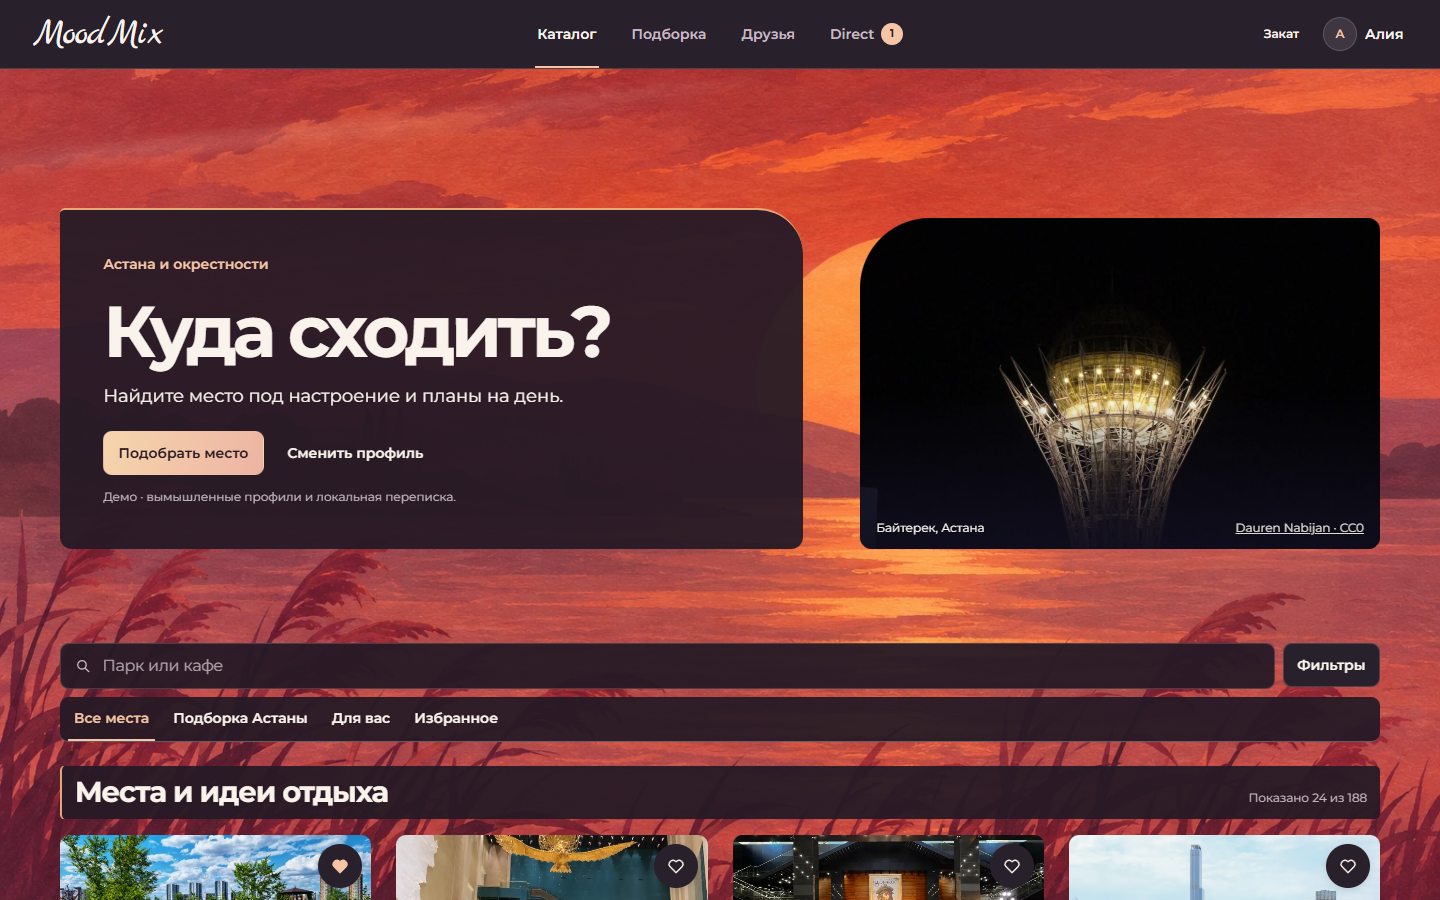 MoodMix
Каталог
Подборка
Друзья
Direct 1
Закат
А Алия
Астана и окрестности
Куда сходить?
Найдите место под настроение и планы на день.
Подобрать место
Сменить профиль
Демо · вымышленные профили и локальная переписка.
Байтерек, Астана
Dauren Nabijan · CC0
Парк или кафе
Фильтры
Все места
Подборка Астаны
Для вас
Избранное
Места и идеи отдыха
Показано 24 из 188